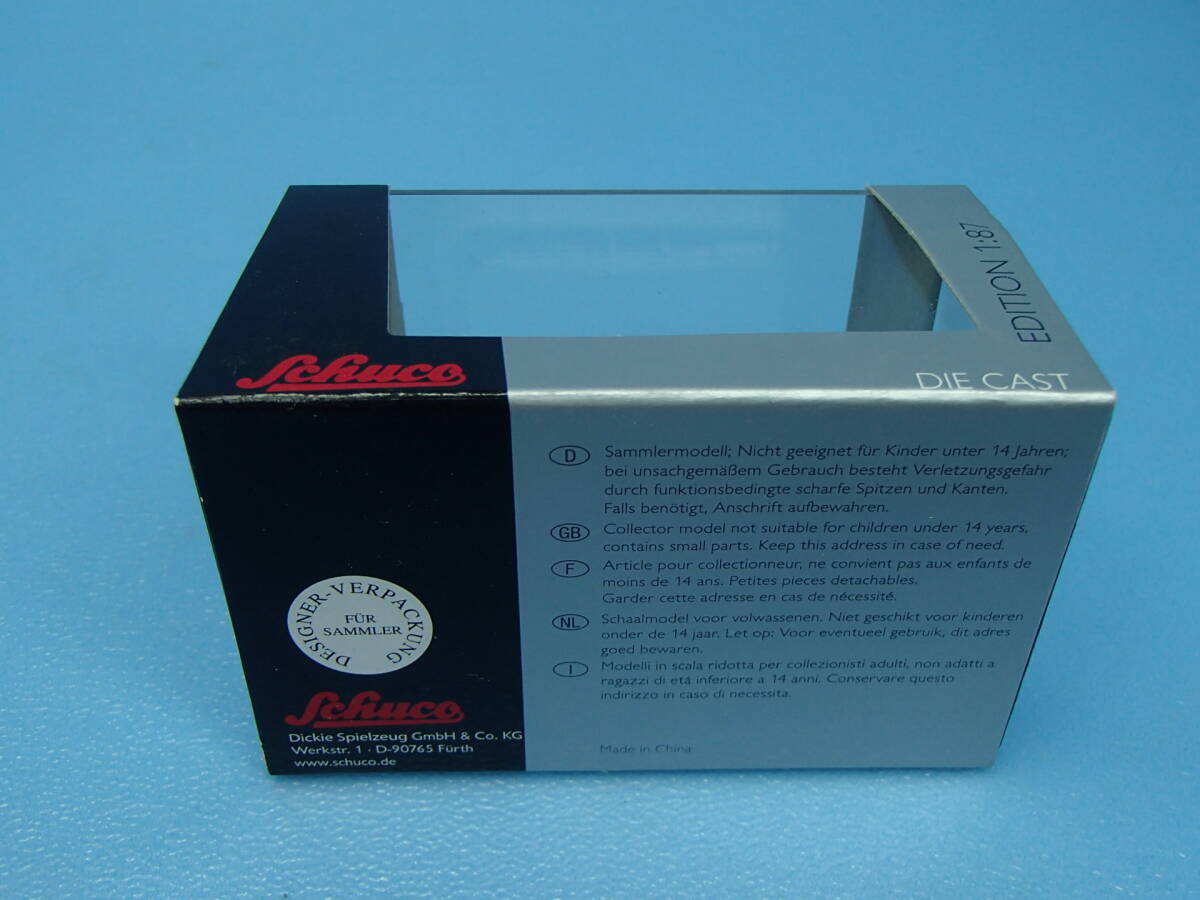 EDITION 1:87
Schuco
DIE CAST
D
Sammlermodell; Nicht geeignet für Kinder unter 14 Jahren;
bei unsachgemäßem Gebrauch besteht Verletzungsgefahr
durch funktionsbedingte scharfe Spitzen und Kanten.
Falls benötigt, Anschrift aufbewahren.
GB
Collector model not suitable for children under 14 years,
contains small parts. Keep this address in case of need.
F
Article pour collectionneur, ne convient pas aux enfants de
moins de 14 ans. Petites pieces detachables.
Garder cette adresse en cas de nécessité.
NL
Schaalmodel voor volwassenen. Niet geschikt voor kinderen
onder de 14 jaar. Let op: Voor eventueel gebruik, dit adres
goed bewaren.
I
Modelli in scala ridotta per collezionisti adulti, non adatti a
ragazzi di etá inferiore a 14 anni. Conservare questo
indirizzo in caso di necessita.
DESIGNER-VERPACKUNG
FÜR
SAMMLER
Schuco
Dickie Spielzeug GmbH & Co. KG
Werkstr. 1 · D-90765 Fürth
www.schuco.de
Made in China